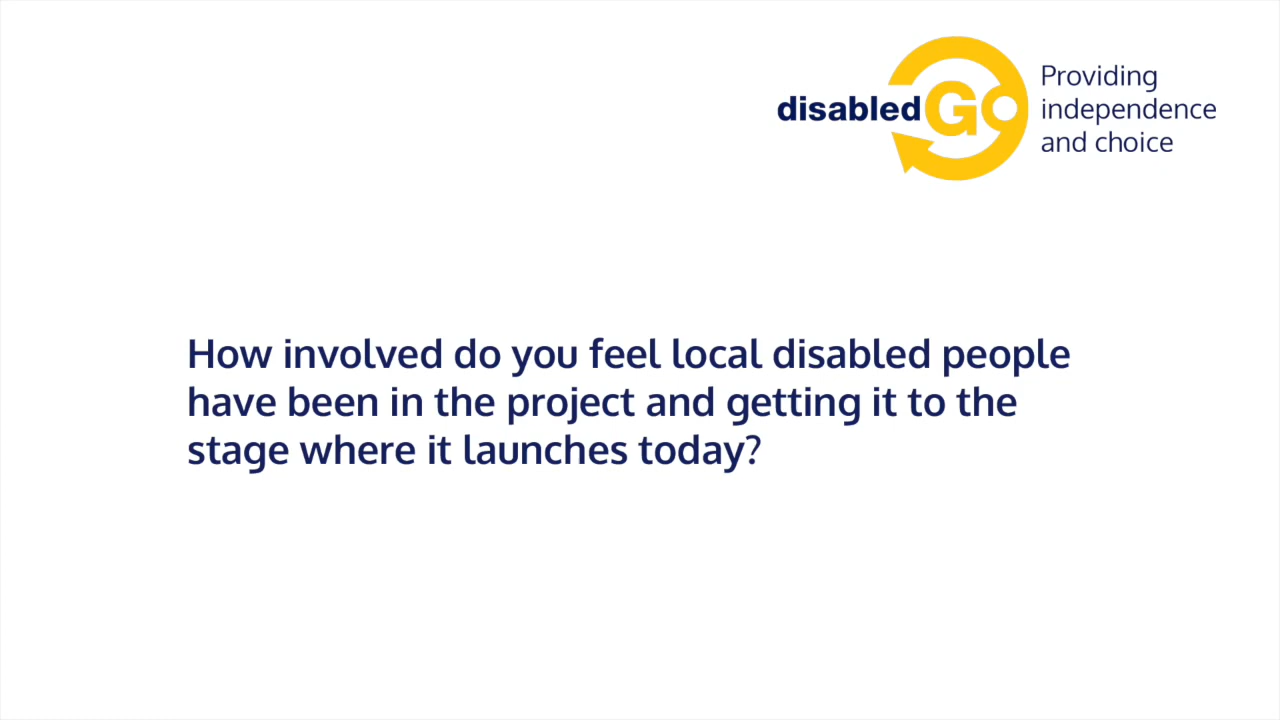 disabledGo
Providing
independence
and choice
How involved do you feel local disabled people
have been in the project and getting it to the
stage where it launches today?